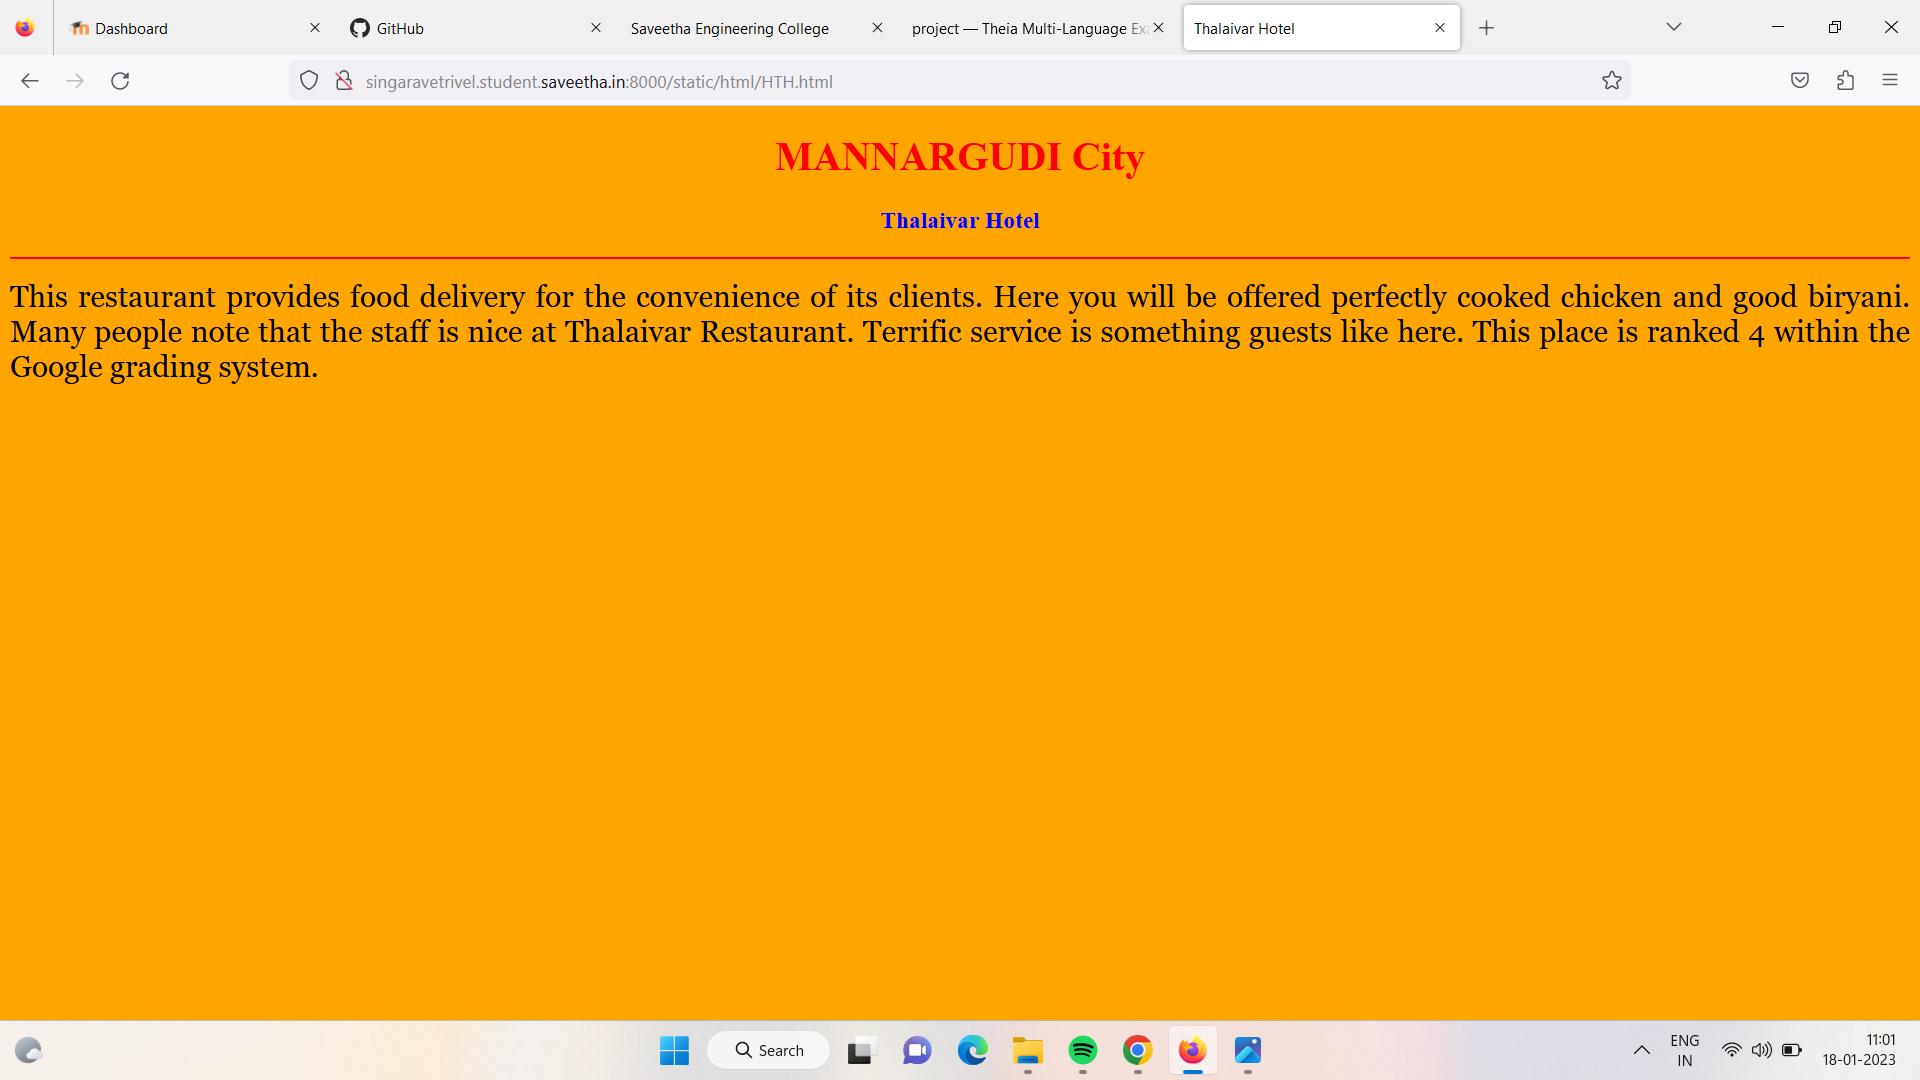 Dashboard
GitHub
Saveetha Engineering College
project — Theia Multi-Language Ex
Thalaivar Hotel
singaravetrivel.student.saveetha.in:8000/static/html/HTH.html
MANNARGUDI City
Thalaivar Hotel
This restaurant provides food delivery for the convenience of its clients. Here you will be offered perfectly cooked chicken and good biryani.
Many people note that the staff is nice at Thalaivar Restaurant. Terrific service is something guests like here. This place is ranked 4 within the
Google grading system.
Search
ENG
IN
11:01
18-01-2023